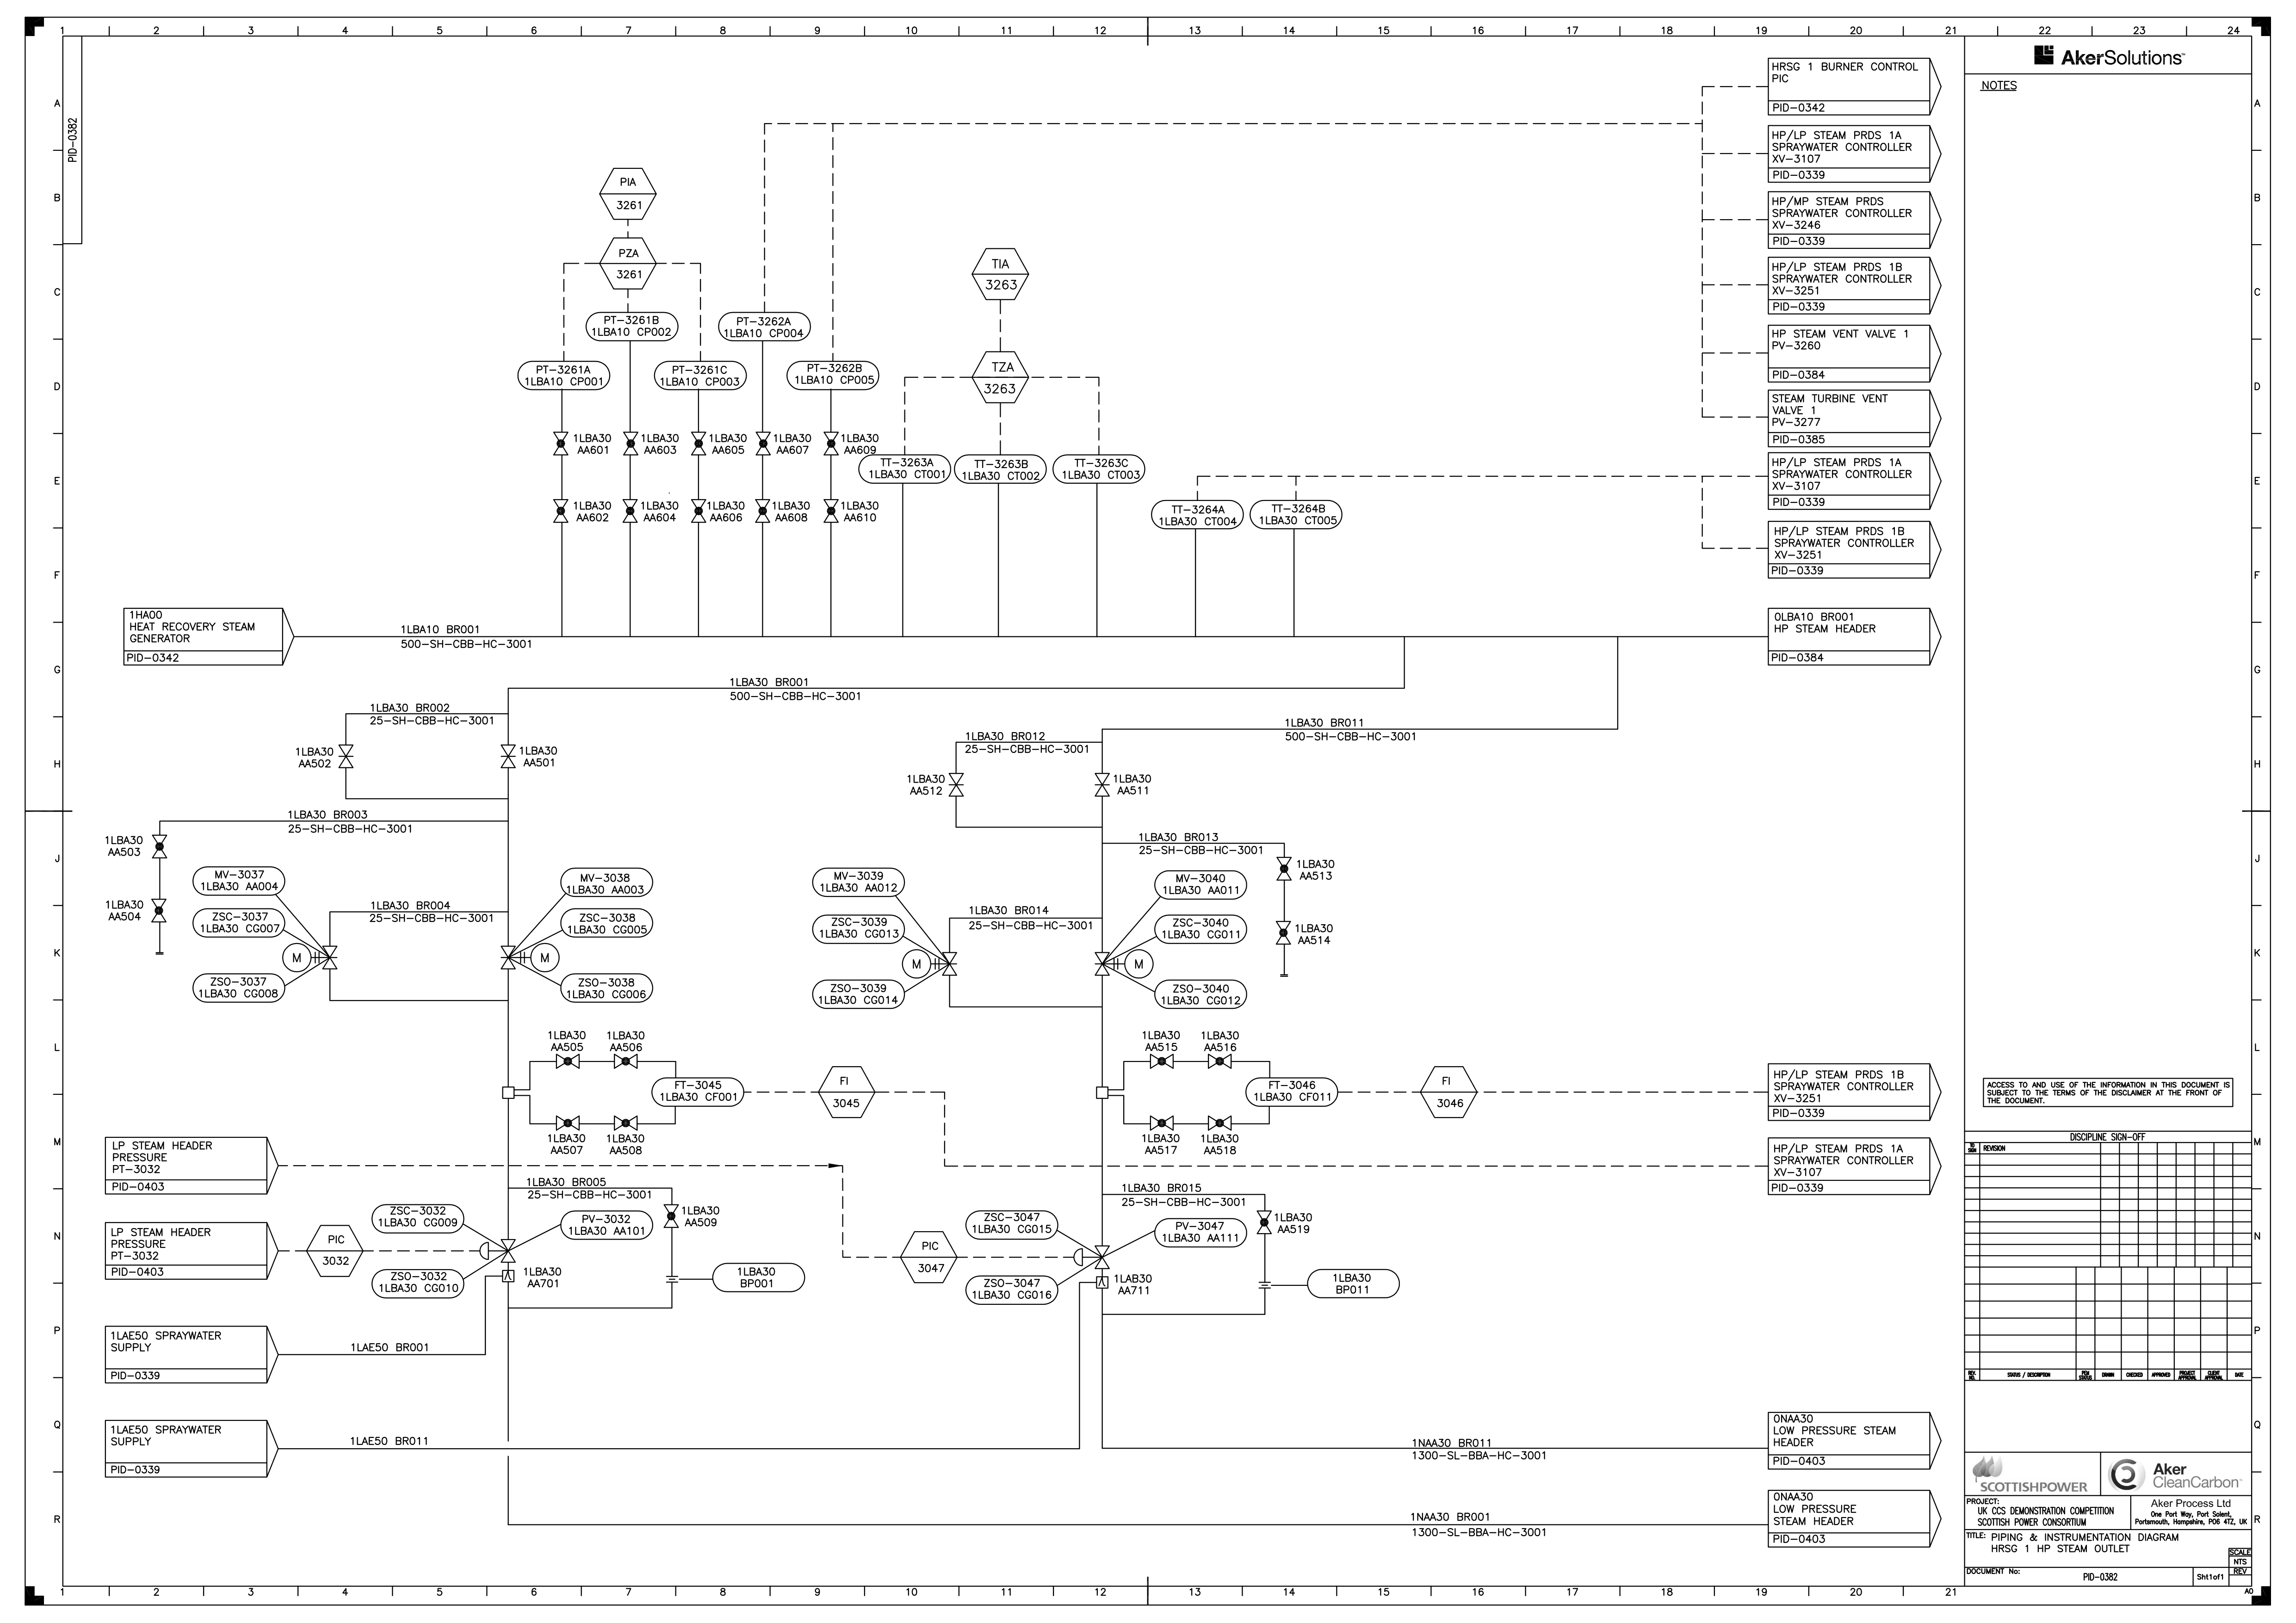 1 2 3 4 5 6 7 8 9 10 11 12 13 14 15 16 17 18 19 20 21 22 23 24
AkerSolutions™
NOTES
PID-0382
A
B
C
D
E
F
G
H
J
K
L
M
N
P
Q
R
HRSG 1 BURNER CONTROL
PIC
PID-0342
HP/LP STEAM PRDS 1A
SPRAYWATER CONTROLLER
XV-3107
PID-0339
HP/MP STEAM PRDS
SPRAYWATER CONTROLLER
XV-3246
PID-0339
HP/LP STEAM PRDS 1B
SPRAYWATER CONTROLLER
XV-3251
PID-0339
HP STEAM VENT VALVE 1
PV-3260
PID-0384
STEAM TURBINE VENT
VALVE 1
PV-3277
PID-0385
HP/LP STEAM PRDS 1A
SPRAYWATER CONTROLLER
XV-3107
PID-0339
HP/LP STEAM PRDS 1B
SPRAYWATER CONTROLLER
XV-3251
PID-0339
PIA
3261
PZA
3261
TIA
3263
TZA
3263
PT-3261A
1LBA10 CP001
PT-3261B
1LBA10 CP002
PT-3261C
1LBA10 CP003
PT-3262A
1LBA10 CP004
PT-3262B
1LBA10 CP005
1LBA30
AA601
1LBA30
AA603
1LBA30
AA605
1LBA30
AA607
1LBA30
AA609
TT-3263A
1LBA30 CT001
TT-3263B
1LBA30 CT002
TT-3263C
1LBA30 CT003
1LBA30
AA602
1LBA30
AA604
1LBA30
AA606
1LBA30
AA608
1LBA30
AA610
TT-3264A
1LBA30 CT004
TT-3264B
1LBA30 CT005
1HA00
HEAT RECOVERY STEAM
GENERATOR
PID-0342
1LBA10 BR001
500-SH-CBB-HC-3001
0LBA10 BR001
HP STEAM HEADER
PID-0384
1LBA30 BR001
500-SH-CBB-HC-3001
1LBA30 BR002
25-SH-CBB-HC-3001
1LBA30
AA502
1LBA30
AA501
1LBA30 BR011
500-SH-CBB-HC-3001
1LBA30 BR012
25-SH-CBB-HC-3001
1LBA30
AA512
1LBA30
AA511
1LBA30 BR003
25-SH-CBB-HC-3001
1LBA30
AA503
1LBA30
AA504
1LBA30 BR013
25-SH-CBB-HC-3001
1LBA30
AA513
1LBA30
AA514
MV-3037
1LBA30 AA004
ZSC-3037
1LBA30 CG007
ZSO-3037
1LBA30 CG008
M
1LBA30 BR004
25-SH-CBB-HC-3001
MV-3038
1LBA30 AA003
ZSC-3038
1LBA30 CG005
ZSO-3038
1LBA30 CG006
M
MV-3039
1LBA30 AA012
ZSC-3039
1LBA30 CG013
ZSO-3039
1LBA30 CG014
M
1LBA30 BR014
25-SH-CBB-HC-3001
MV-3040
1LBA30 AA011
ZSC-3040
1LBA30 CG011
ZSO-3040
1LBA30 CG012
M
1LBA30
AA505
1LBA30
AA506
FT-3045
1LBA30 CF001
1LBA30
AA507
1LBA30
AA508
FI
3045
1LBA30
AA515
1LBA30
AA516
FT-3046
1LBA30 CF011
1LBA30
AA517
1LBA30
AA518
FI
3046
HP/LP STEAM PRDS 1B
SPRAYWATER CONTROLLER
XV-3251
PID-0339
HP/LP STEAM PRDS 1A
SPRAYWATER CONTROLLER
XV-3107
PID-0339
LP STEAM HEADER
PRESSURE
PT-3032
PID-0403
LP STEAM HEADER
PRESSURE
PT-3032
PID-0403
PIC
3032
1LBA30 BR005
25-SH-CBB-HC-3001
ZSC-3032
1LBA30 CG009
PV-3032
1LBA30 AA101
ZSO-3032
1LBA30 CG010
1LBA30
AA701
1LBA30
AA509
1LBA30
BP001
PIC
3047
1LBA30 BR015
25-SH-CBB-HC-3001
ZSC-3047
1LBA30 CG015
PV-3047
1LBA30 AA111
ZSO-3047
1LBA30 CG016
1LAB30
AA711
1LBA30
AA519
1LBA30
BP011
1LAE50 SPRAYWATER
SUPPLY
PID-0339
1LAE50 BR001
1LAE50 SPRAYWATER
SUPPLY
PID-0339
1LAE50 BR011
1NAA30 BR011
1300-SL-BBA-HC-3001
0NAA30
LOW PRESSURE STEAM
HEADER
PID-0403
1NAA30 BR001
1300-SL-BBA-HC-3001
0NAA30
LOW PRESSURE
STEAM HEADER
PID-0403
ACCESS TO AND USE OF THE INFORMATION IN THIS DOCUMENT IS
SUBJECT TO THE TERMS OF THE DISCLAIMER AT THE FRONT OF
THE DOCUMENT.
DISCIPLINE SIGN-OFF
TO SIGN REVISION
REV. NO. STATUS / DESCRIPTION PEM STATUS DRAWN CHECKED APPROVED PROJECT APPROVAL CLIENT APPROVAL DATE
SCOTTISHPOWER
Aker
CleanCarbon™
PROJECT:
UK CCS DEMONSTRATION COMPETITION
SCOTTISH POWER CONSORTIUM
Aker Process Ltd
One Port Way, Port Solent,
Portsmouth, Hampshire, PO6 4TZ, UK
TITLE: PIPING & INSTRUMENTATION DIAGRAM
HRSG 1 HP STEAM OUTLET
SCALE
NTS
REV
DOCUMENT No:
PID-0382
Sht1of1
A0
1 2 3 4 5 6 7 8 9 10 11 12 13 14 15 16 17 18 19 20 21